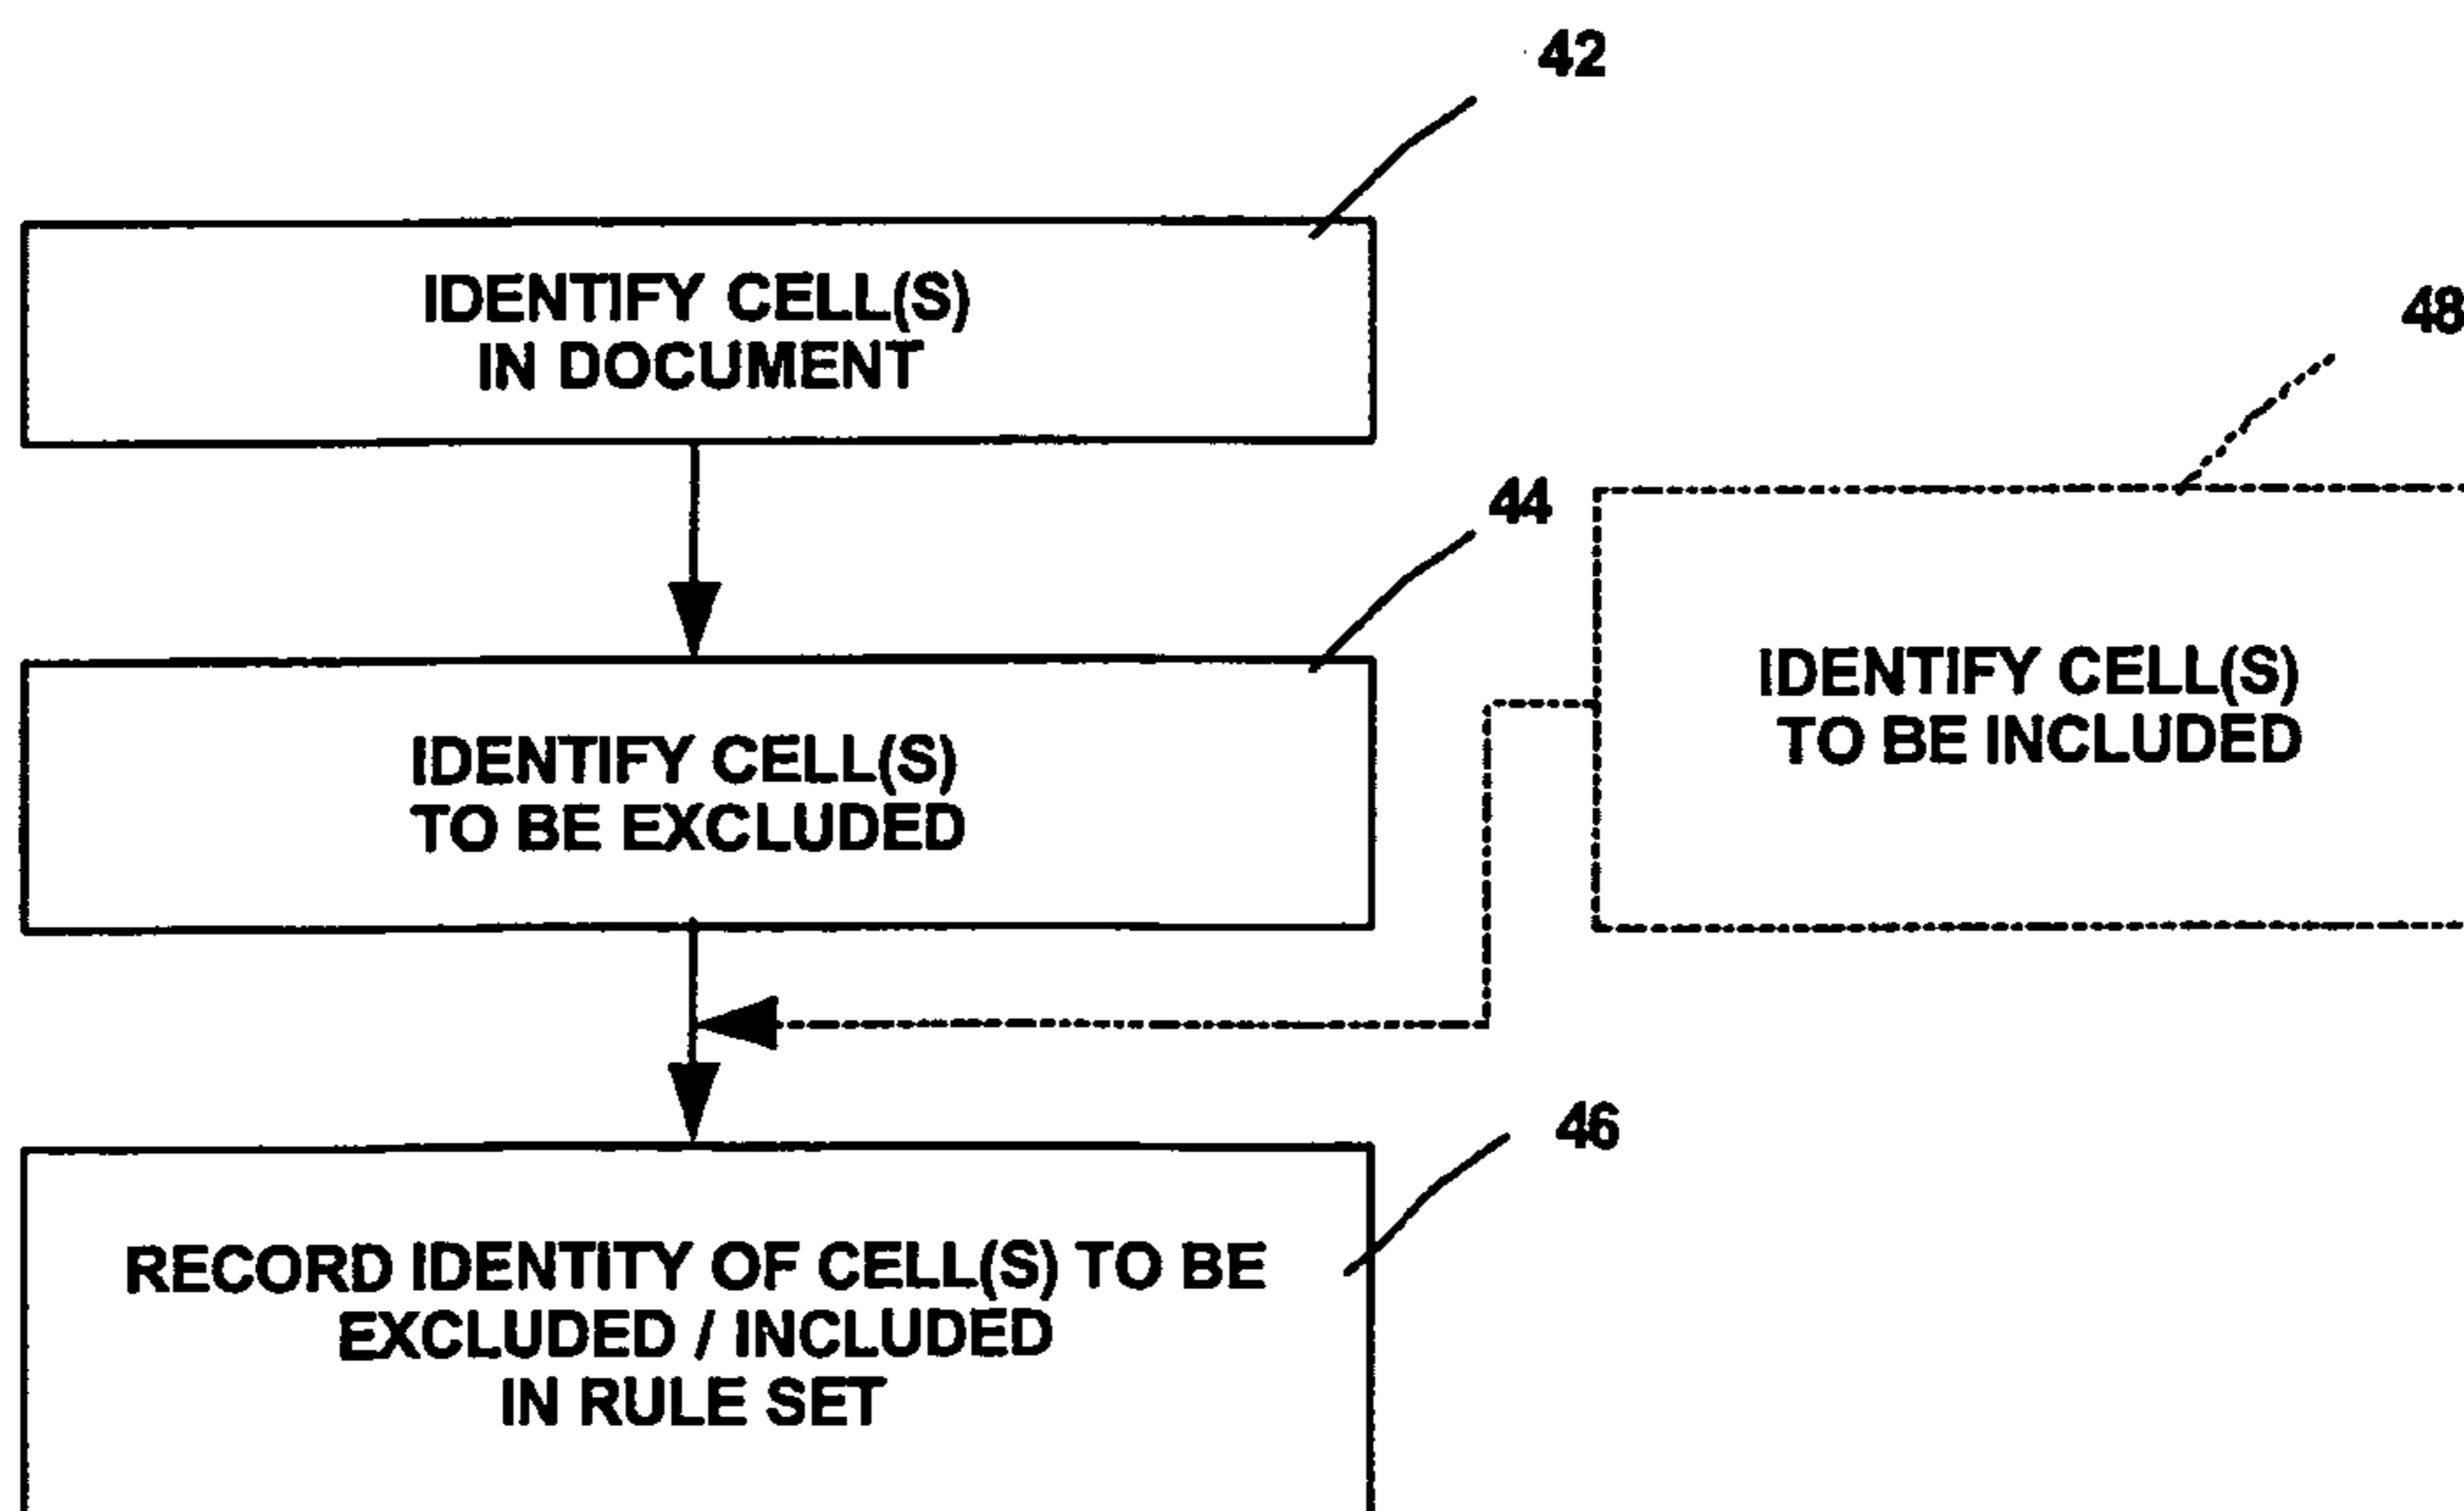 42
IDENTIFY CELL(S)
IN DOCUMENT
48
44
IDENTIFY CELL(S)
TO BE EXCLUDED
IDENTIFY CELL(S)
TO BE INCLUDED
46
RECORD IDENTITY OF CELL(S) TO BE
EXCLUDED / INCLUDED
IN RULE SET